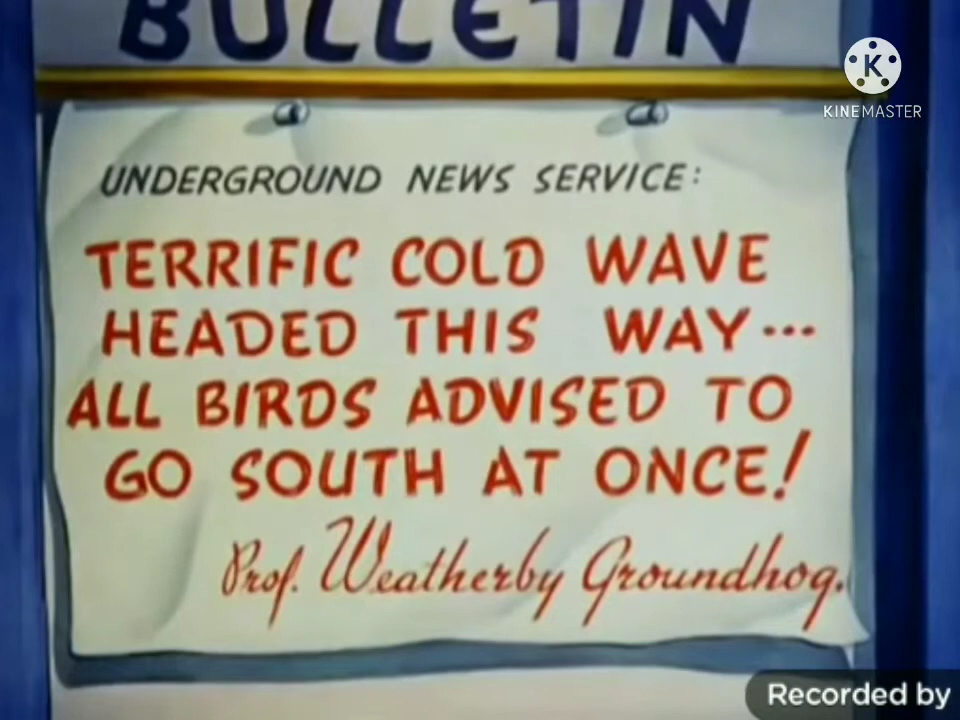 BULLETIN
K
KINEMASTER
UNDERGROUND NEWS SERVICE:
TERRIFIC COLD WAVE
HEADED THIS WAY...
ALL BIRDS ADVISED TO
GO SOUTH AT ONCE!
Prof. Weatherby Groundhog.
Recorded by